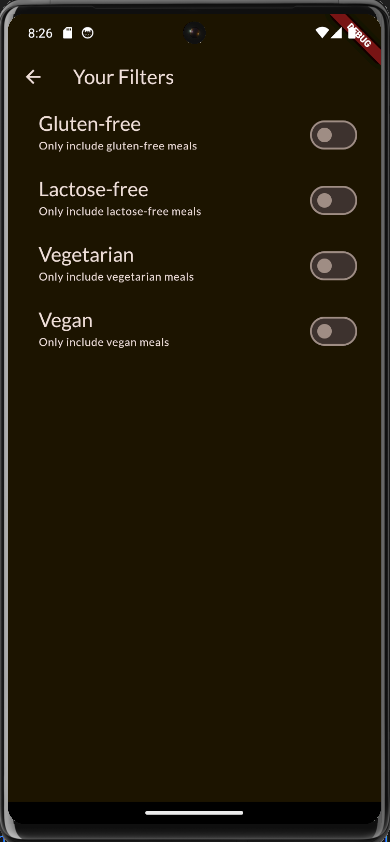 8:26
DEBUG
Your Filters
Gluten-free
Only include gluten-free meals
Lactose-free
Only include lactose-free meals
Vegetarian
Only include vegetarian meals
Vegan
Only include vegan meals